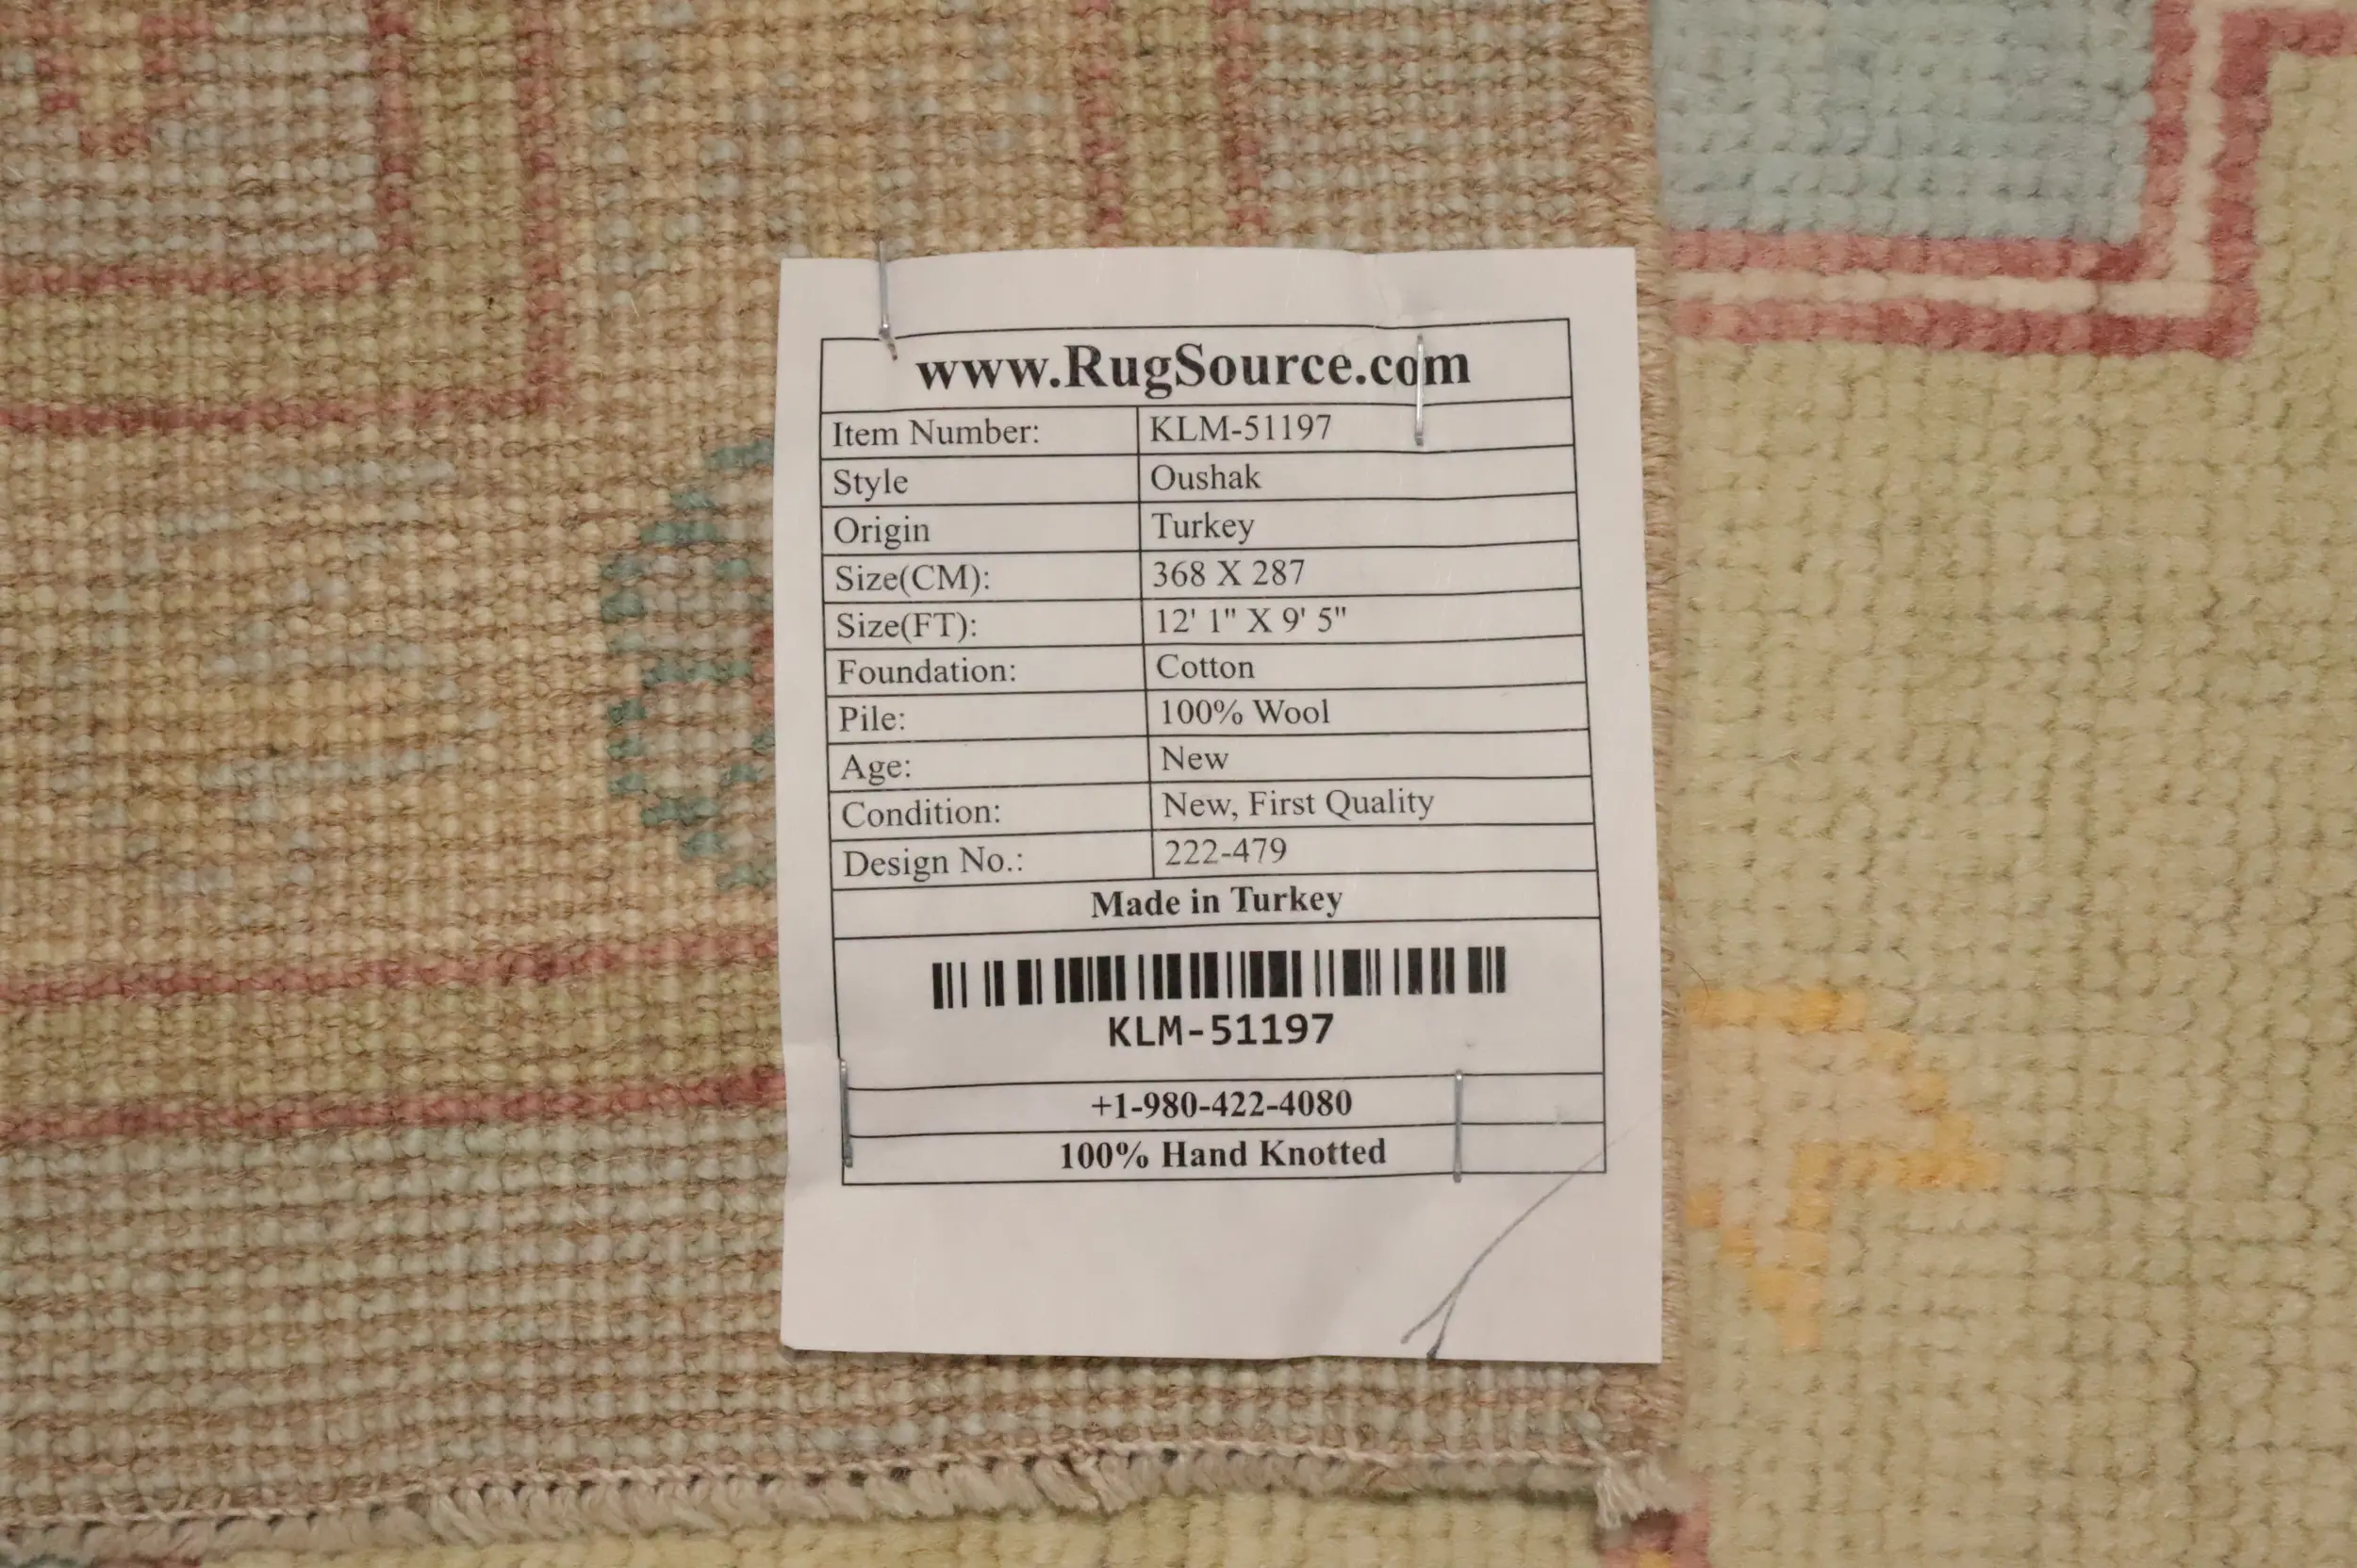 www.RugSource.com
Item Number: KLM-51197
Style Oushak
Origin Turkey
Size(CM): 368 X 287
Size(FT): 12' 1" X 9' 5"
Foundation: Cotton
Pile: 100% Wool
Age: New
Condition: New, First Quality
Design No.: 222-479
Made in Turkey
KLM-51197
+1-980-422-4080
100% Hand Knotted